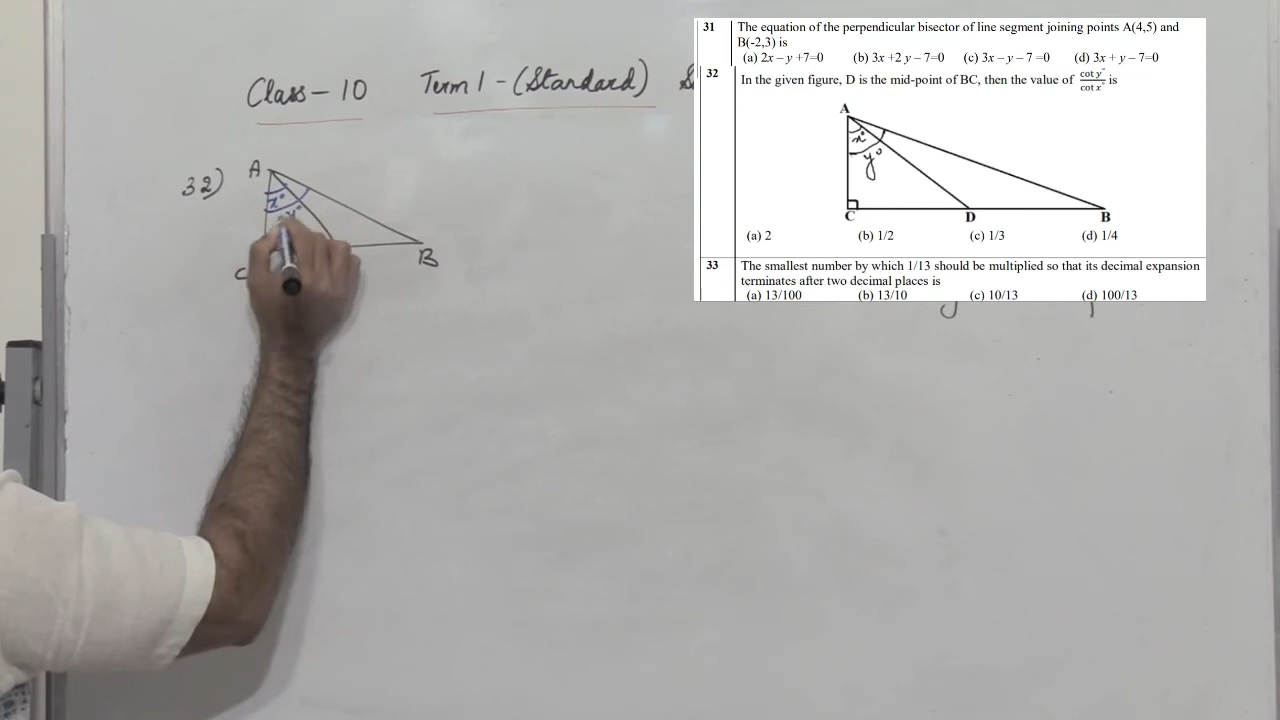 Class – 10 Term 1 - (Standard)
32)
A
x°
y°
C
B
31 The equation of the perpendicular bisector of line segment joining points A(4,5) and
B(-2,3) is
(a) 2x – y +7=0 (b) 3x +2 y – 7=0 (c) 3x – y – 7 =0 (d) 3x + y – 7=0
32 In the given figure, D is the mid-point of BC, then the value of cot y° / cot x° is
A
x°
y°
C D B
(a) 2 (b) 1/2 (c) 1/3 (d) 1/4
33 The smallest number by which 1/13 should be multiplied so that its decimal expansion
terminates after two decimal places is
(a) 13/100 (b) 13/10 (c) 10/13 (d) 100/13